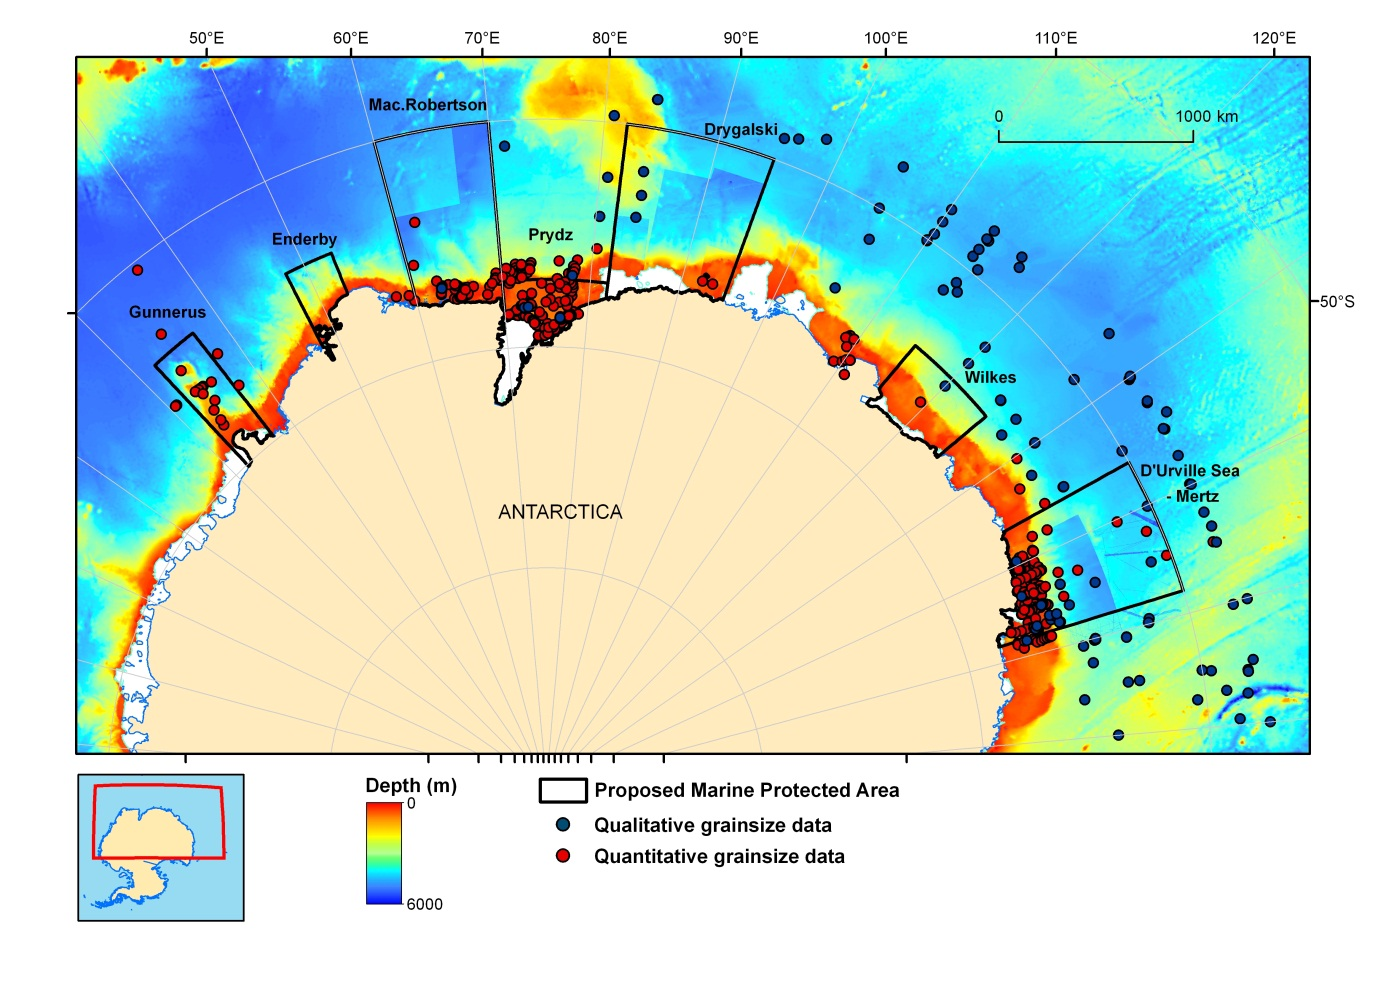 50°E 60°E 70°E 80°E 90°E 100°E 110°E 120°E
Mac.Robertson
Drygalski
0 1000 km
Prydz
Enderby
50°S
Gunnerus
Wilkes
D'Urville Sea
- Mertz
ANTARCTICA
Depth (m)
0
6000
Proposed Marine Protected Area
Qualitative grainsize data
Quantitative grainsize data